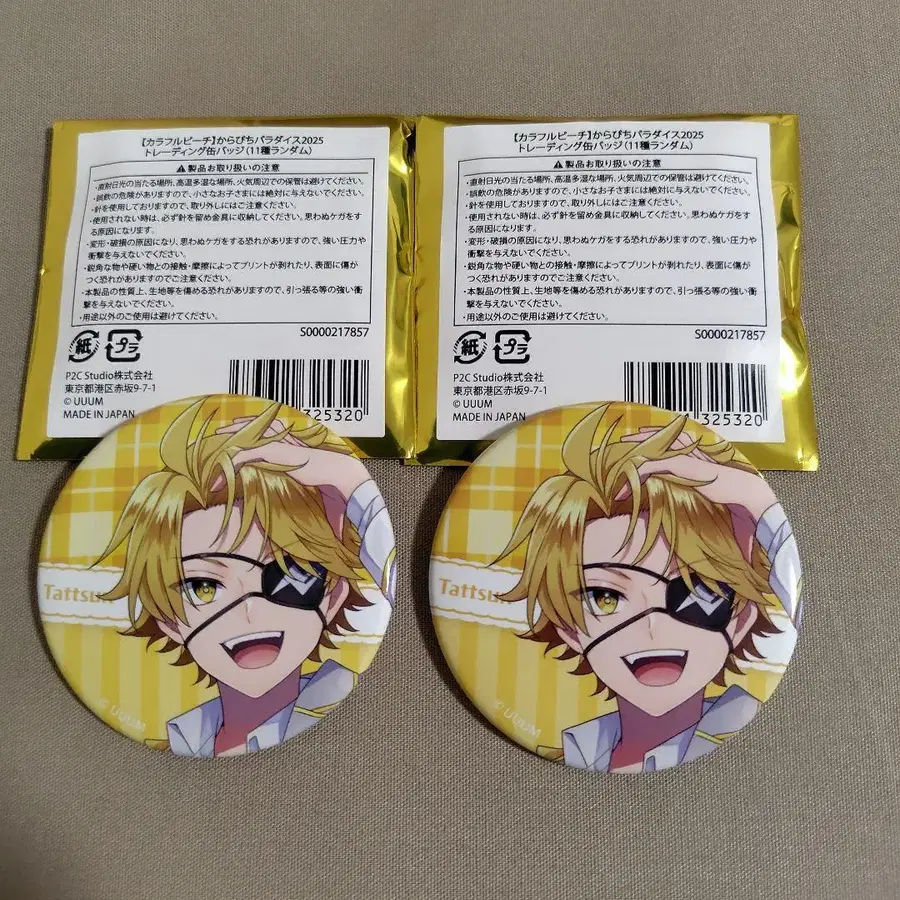 【カラフルピーチ】からぴちパラダイス2025
トレーディング缶バッジ(11種ランダム)
⚠製品お取り扱いの注意
・直射日光の当たる場所、高温多湿な場所、火気周辺での保管は避けてください。
・誤飲の危険がありますので、小さなお子さまには絶対に与えないでください。
・針を使用しておりますので、取り外しにはご注意ください。
・使用されない時は、必ず針を留め金具に収納してください。思わぬケガをす
る原因になります。
・変形・破損の原因になり、思わぬケガをする恐れがありますので、強い圧力や
衝撃を与えないでください。
・鋭角な物や硬い物との接触・摩擦によってプリントが剥れたり、表面に傷が
つく恐れがありますのでご注意ください。
・本製品の性質上、生地等を傷める恐れがありますので、引っ張る等の強い衝
撃を与えないでください。
・用途以外のご使用は避けてください。
S0000217857
紙 プラ
P2C Studio株式会社
東京都港区赤坂9-7-1
© UUUM
MADE IN JAPAN
325320
【カラフルピーチ】からぴちパラダイス2025
トレーディング缶バッジ(11種ランダム)
⚠製品お取り扱いの注意
・直射日光の当たる場所、高温多湿な場所、火気周辺での保管は避けてください。
・誤飲の危険がありますので、小さなお子さまには絶対に与えないでください。
・針を使用しておりますので、取り外しにはご注意ください。
・使用されない時は、必ず針を留め金具に収納してください。思わぬケガをす
る原因になります。
・変形・破損の原因になり、思わぬケガをする恐れがありますので、強い圧力や
衝撃を与えないでください。
・鋭角な物や硬い物との接触・摩擦によってプリントが剥れたり、表面に傷が
つく恐れがありますのでご注意ください。
・本製品の性質上、生地等を傷める恐れがありますので、引っ張る等の強い衝
撃を与えないでください。
・用途以外のご使用は避けてください。
S0000217857
紙 プラ
P2C Studio株式会社
東京都港区赤坂9-7-1
© UUUM
MADE IN JAPAN
325320
Tattsun
© UUUM
Tattsun
© UUUM